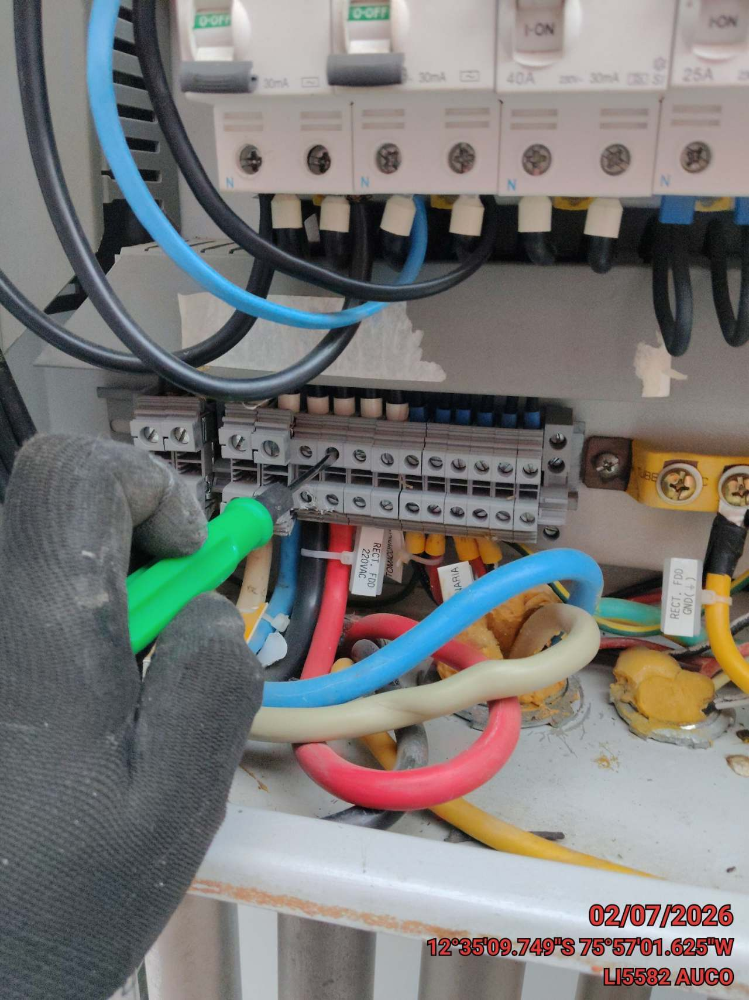 O-OFF
O-OFF
I-ON
I-ON
30mA
30mA
40A
30mA
25A
N
N
N
N
TUBE
C
RECT. FDD
220VAC
RECT. FDD
GND(⏚)
02/07/2026
12°35'09.749"S 75°57'01.625"W
LI5582 AUCO